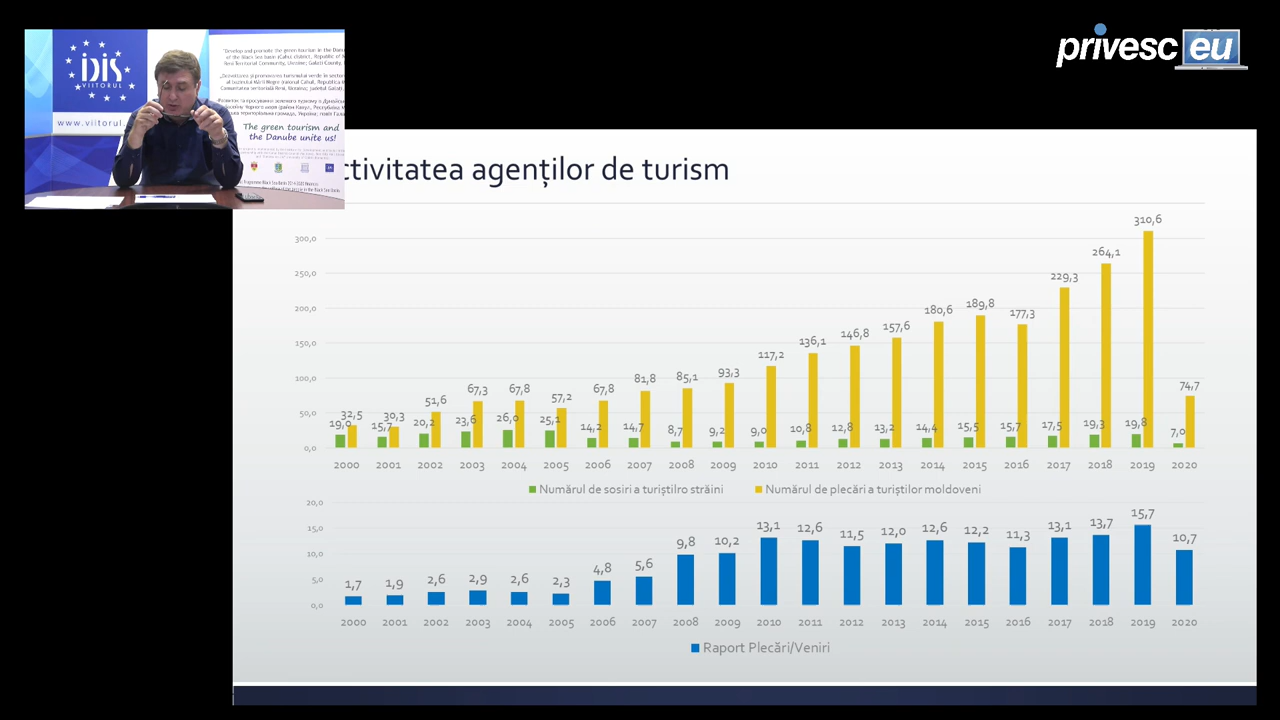 privesc eu
IDIS
VIITORUL
www.viitorul.
The green tourism and
the Danube unite us!
ctivitatea agenților de turism
300,0
250,0
200,0
150,0
100,0
50,0
0,0
19,0 15,7 20,2 23,6 26,0 25,1 14,2 14,7 8,7 9,2 9,0 10,8 12,8 13,2 14,4 15,5 15,7 17,5 19,3 19,8 7,0
32,5 30,3 51,6 67,3 67,8 57,2 67,8 81,8 85,1 93,3 117,2 136,1 146,8 157,6 180,6 189,8 177,3 229,3 264,1 310,6 74,7
2000 2001 2002 2003 2004 2005 2006 2007 2008 2009 2010 2011 2012 2013 2014 2015 2016 2017 2018 2019 2020
Numărul de sosiri a turiștilro străini Numărul de plecări a turiștilor moldoveni
20,0
15,0
10,0
5,0
0,0
1,7 1,9 2,6 2,9 2,6 2,3 4,8 5,6 9,8 10,2 13,1 12,6 11,5 12,0 12,6 12,2 11,3 13,1 13,7 15,7 10,7
2000 2001 2002 2003 2004 2005 2006 2007 2008 2009 2010 2011 2012 2013 2014 2015 2016 2017 2018 2019 2020
Raport Plecări/Veniri